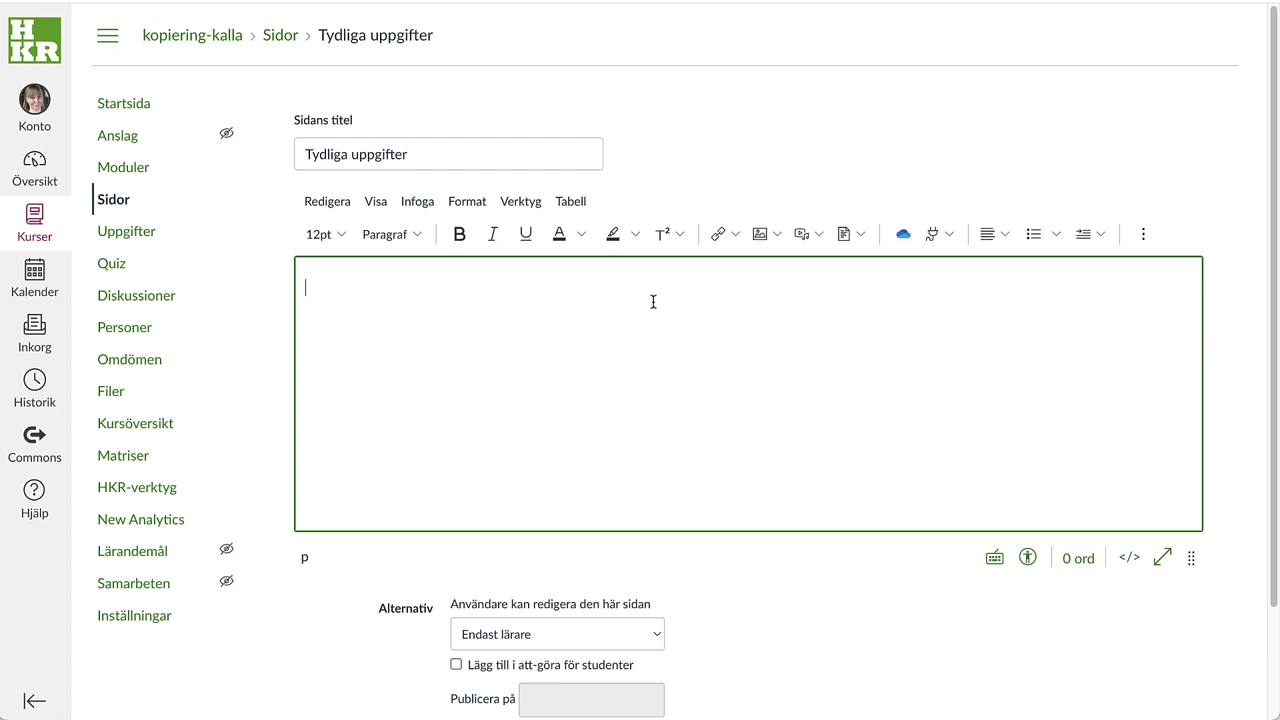 HKR
kopiering-kalla > Sidor > Tydliga uppgifter
Konto
Översikt
Kurser
Kalender
Inkorg
Historik
Commons
Hjälp
Startsida
Anslag
Moduler
Sidor
Uppgifter
Quiz
Diskussioner
Personer
Omdömen
Filer
Kursöversikt
Matriser
HKR-verktyg
New Analytics
Lärandemål
Samarbeten
Inställningar
Sidans titel
Tydliga uppgifter
Redigera Visa Infoga Format Verktyg Tabell
12pt Paragraf B I U A T²
p 0 ord </>
Alternativ Användare kan redigera den här sidan
Endast lärare
Lägg till i att-göra för studenter
Publicera på